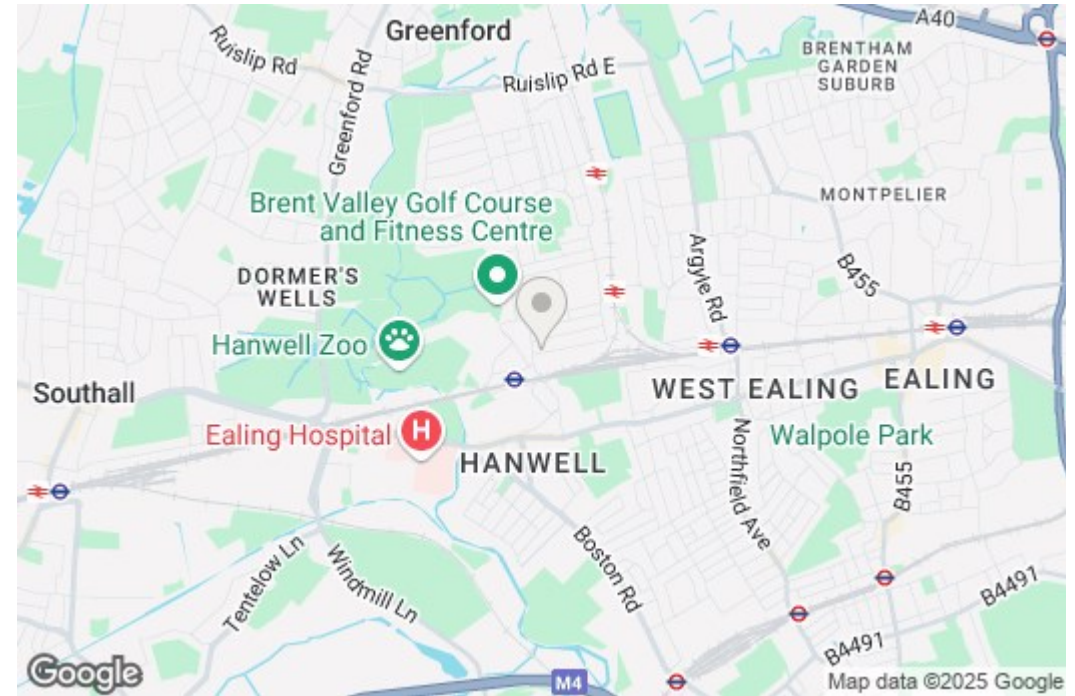 A40
Greenford
Ruislip Rd
BRENTHAM
GARDEN
SUBURB
Ruislip Rd E
Greenford Rd
MONTPELIER
Brent Valley Golf Course
and Fitness Centre
Argyle Rd
B455
DORMER'S
WELLS
Hanwell Zoo
Southall
WEST EALING
EALING
Ealing Hospital
H
Walpole Park
HANWELL
Northfield Ave
B455
Boston Rd
Tentelow Ln
Windmill Ln
B4491
B4491
Google
M4
Map data ©2025 Google